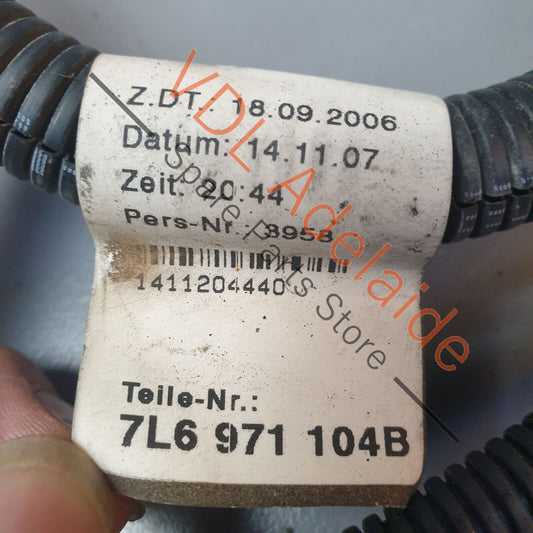 Z.DT. 18.09.2006
Datum: 14.11.07
Zeit: 20:44
Pers-Nr.: 3958
1411204440
Teile-Nr.:
7L6 971 104B
VDL Adelaide
Spare Parts Store